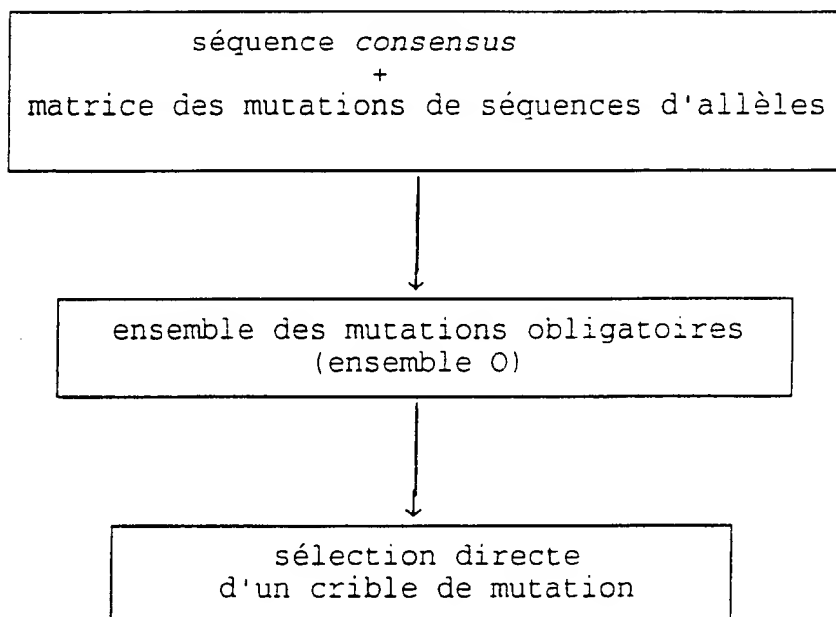 séquence consensus
+
matrice des mutations de séquences d'allèles
ensemble des mutations obligatoires
(ensemble O)
sélection directe
d'un crible de mutation